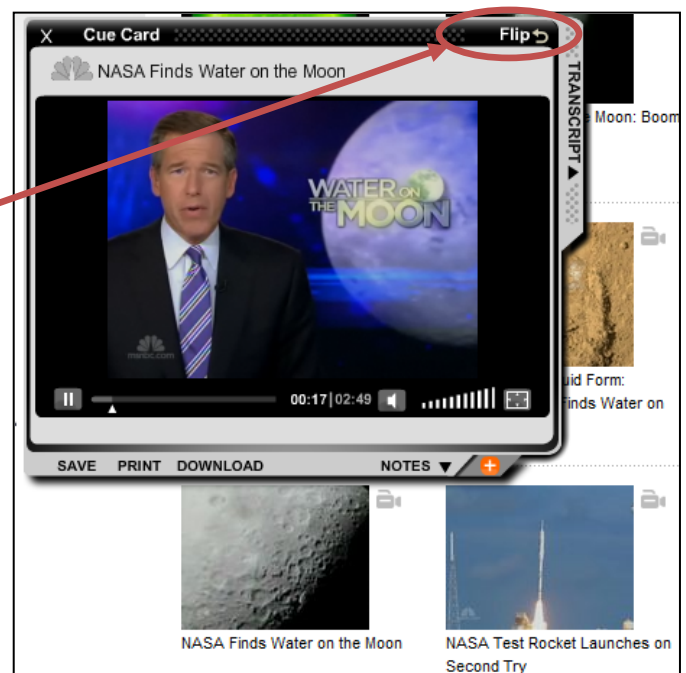 X Cue Card Flip
NASA Finds Water on the Moon
TRANSCRIPT
WATER ON
THE MOON
msnbc.com
00:17|02:49
SAVE PRINT DOWNLOAD NOTES
Moon: Boom
uid Form:
Finds Water on
NASA Finds Water on the Moon
NASA Test Rocket Launches on
Second Try